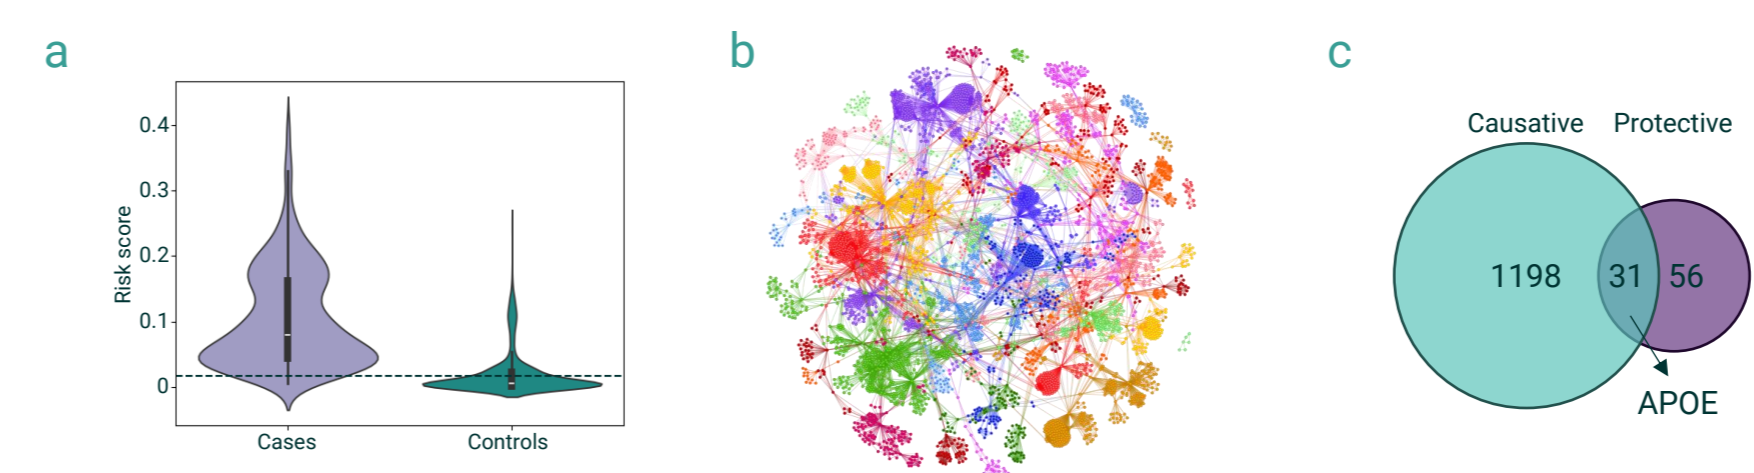 a
b
c
Risk score
0.4
0.3
0.2
0.1
0
Cases
Controls
Causative
Protective
1198
31
56
APOE